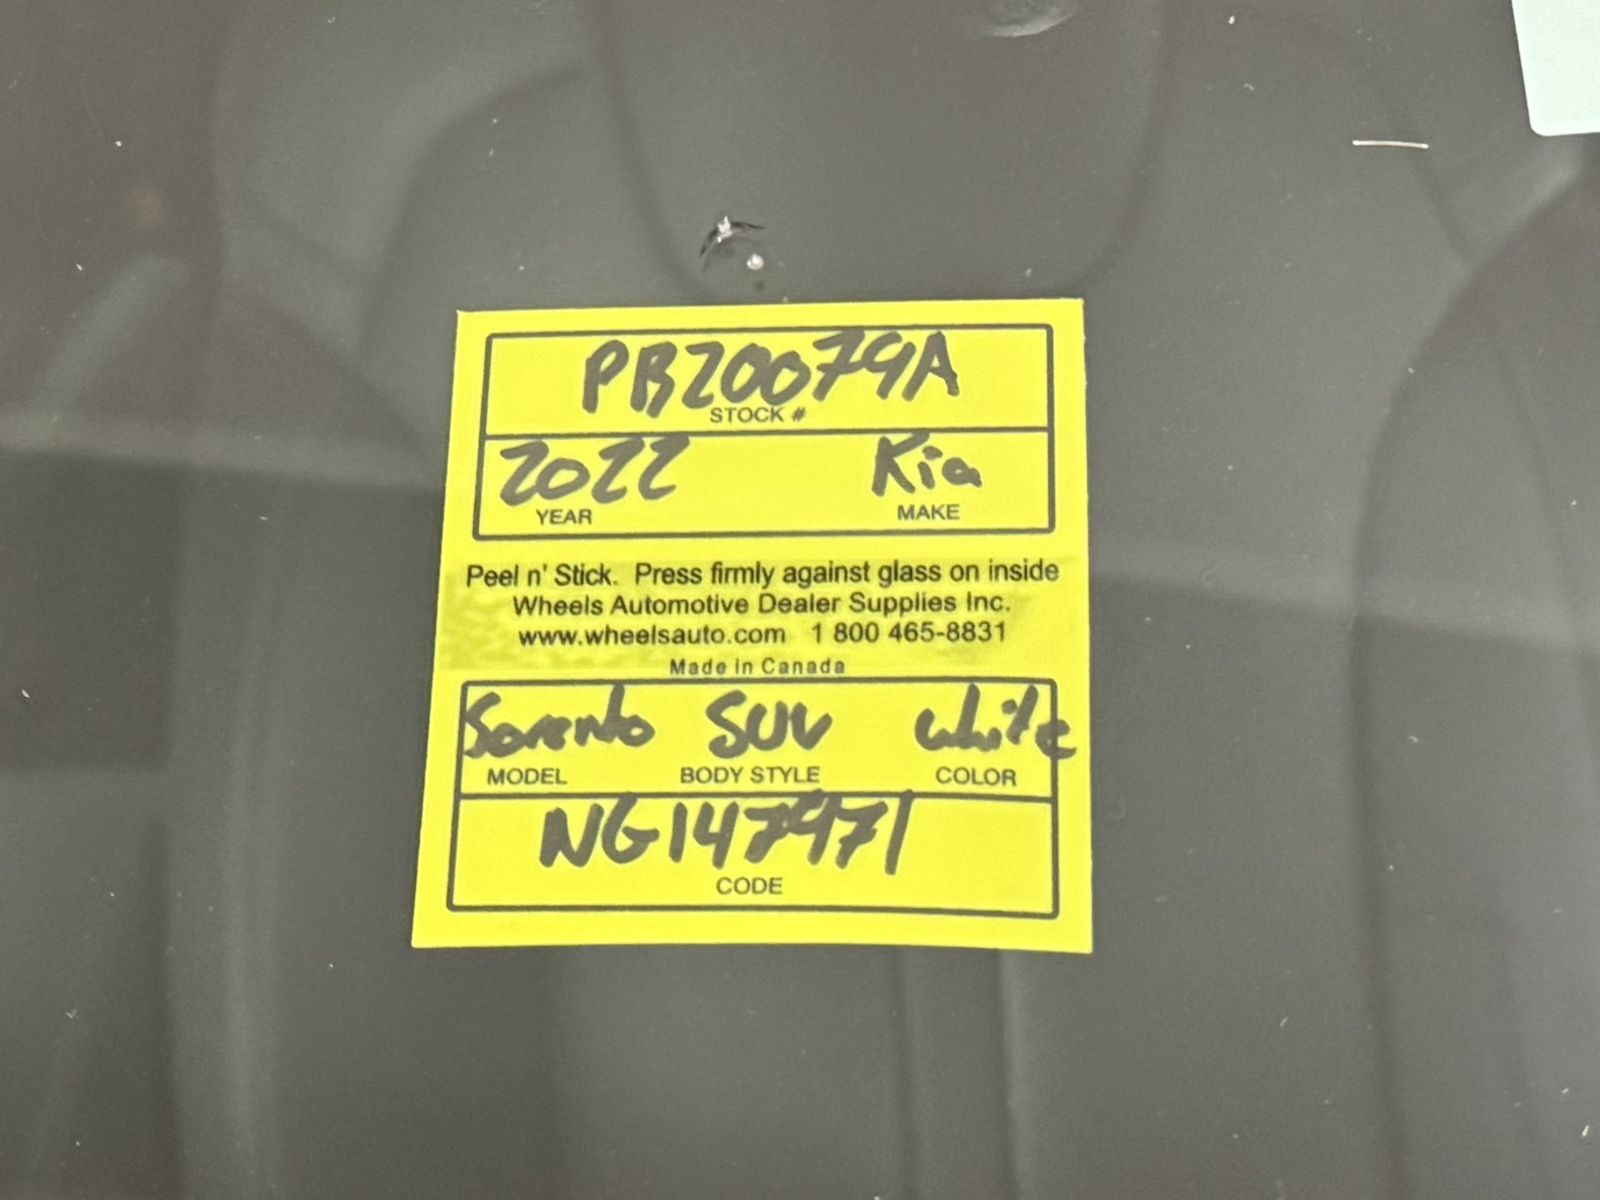 PB20079A
STOCK #
2022 Kia
YEAR MAKE
Peel n' Stick. Press firmly against glass on inside
Wheels Automotive Dealer Supplies Inc.
www.wheelsauto.com 1 800 465-8831
Made in Canada
Sorento SUV white
MODEL BODY STYLE COLOR
NG147971
CODE